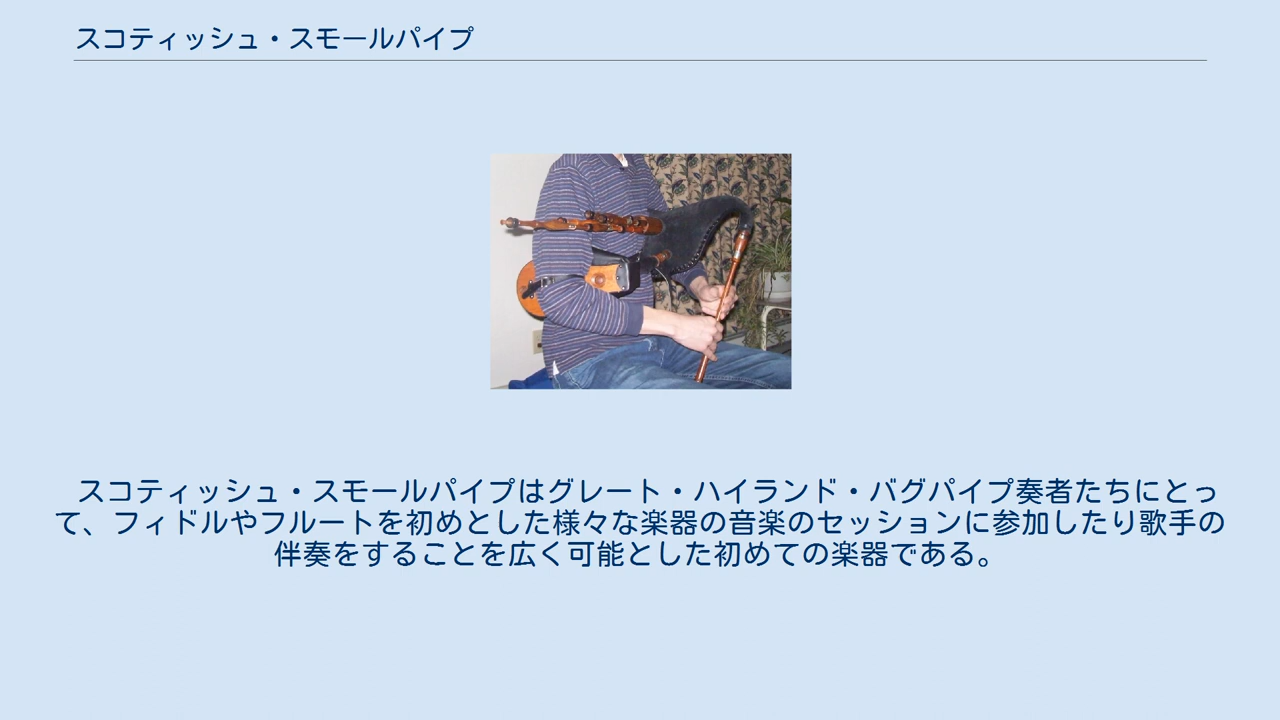 スコティッシュ・スモールパイプ
スコティッシュ・スモールパイプはグレート・ハイランド・バグパイプ奏者たちにとっ
て、フィドルやフルートを初めとした様々な楽器の音楽のセッションに参加したり歌手の
伴奏をすることを広く可能とした初めての楽器である。